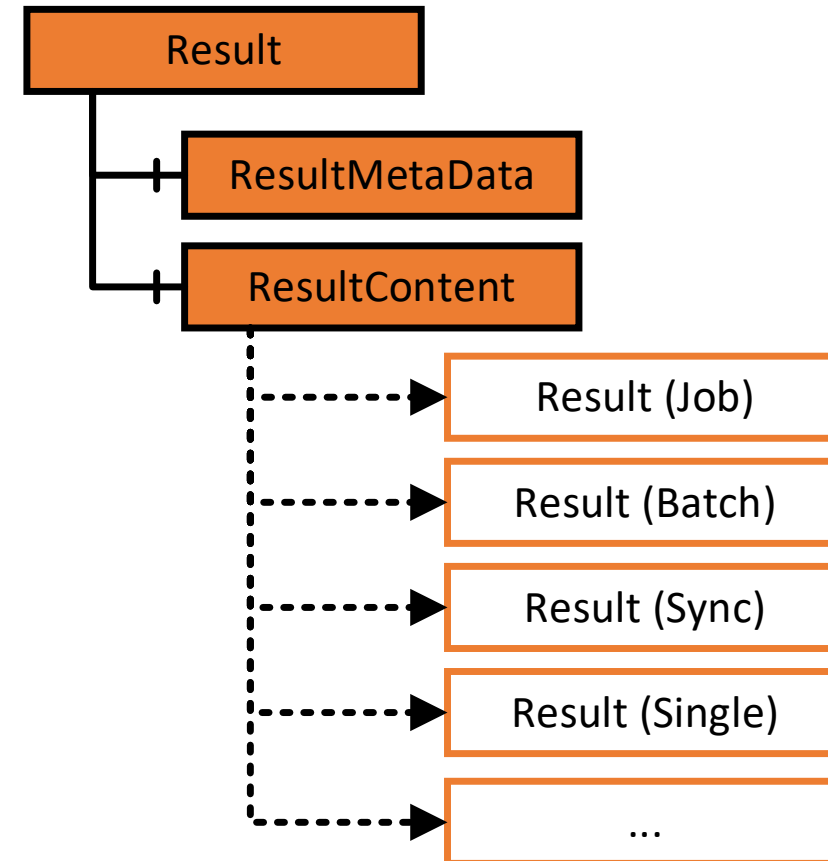 Result
ResultMetaData
ResultContent
Result (Job)
Result (Batch)
Result (Sync)
Result (Single)
...